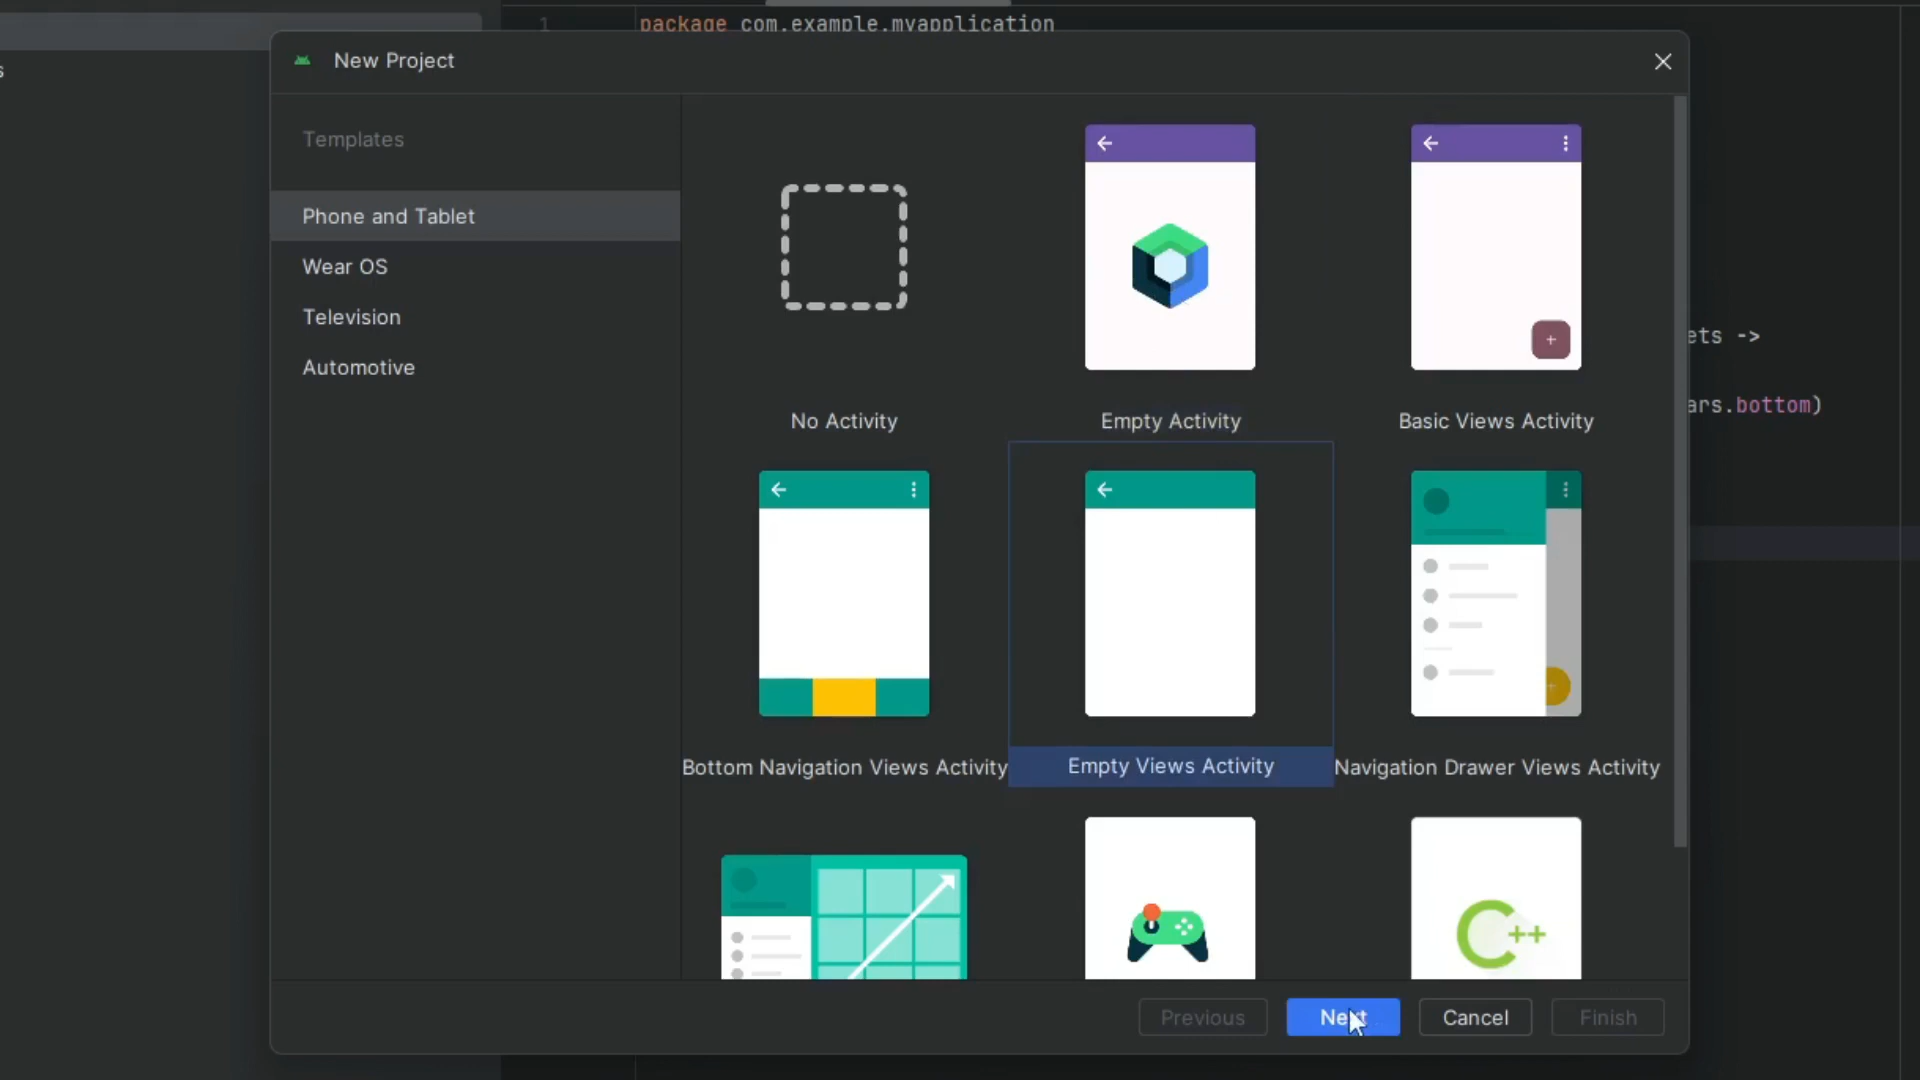 1 package com.example.myapplication
s
New Project
Templates
Phone and Tablet
Wear OS
Television
Automotive
No Activity
Empty Activity
Basic Views Activity
ets ->
ars.bottom)
Bottom Navigation Views Activity
Empty Views Activity
Navigation Drawer Views Activity
C++
Previous
Next
Cancel
Finish